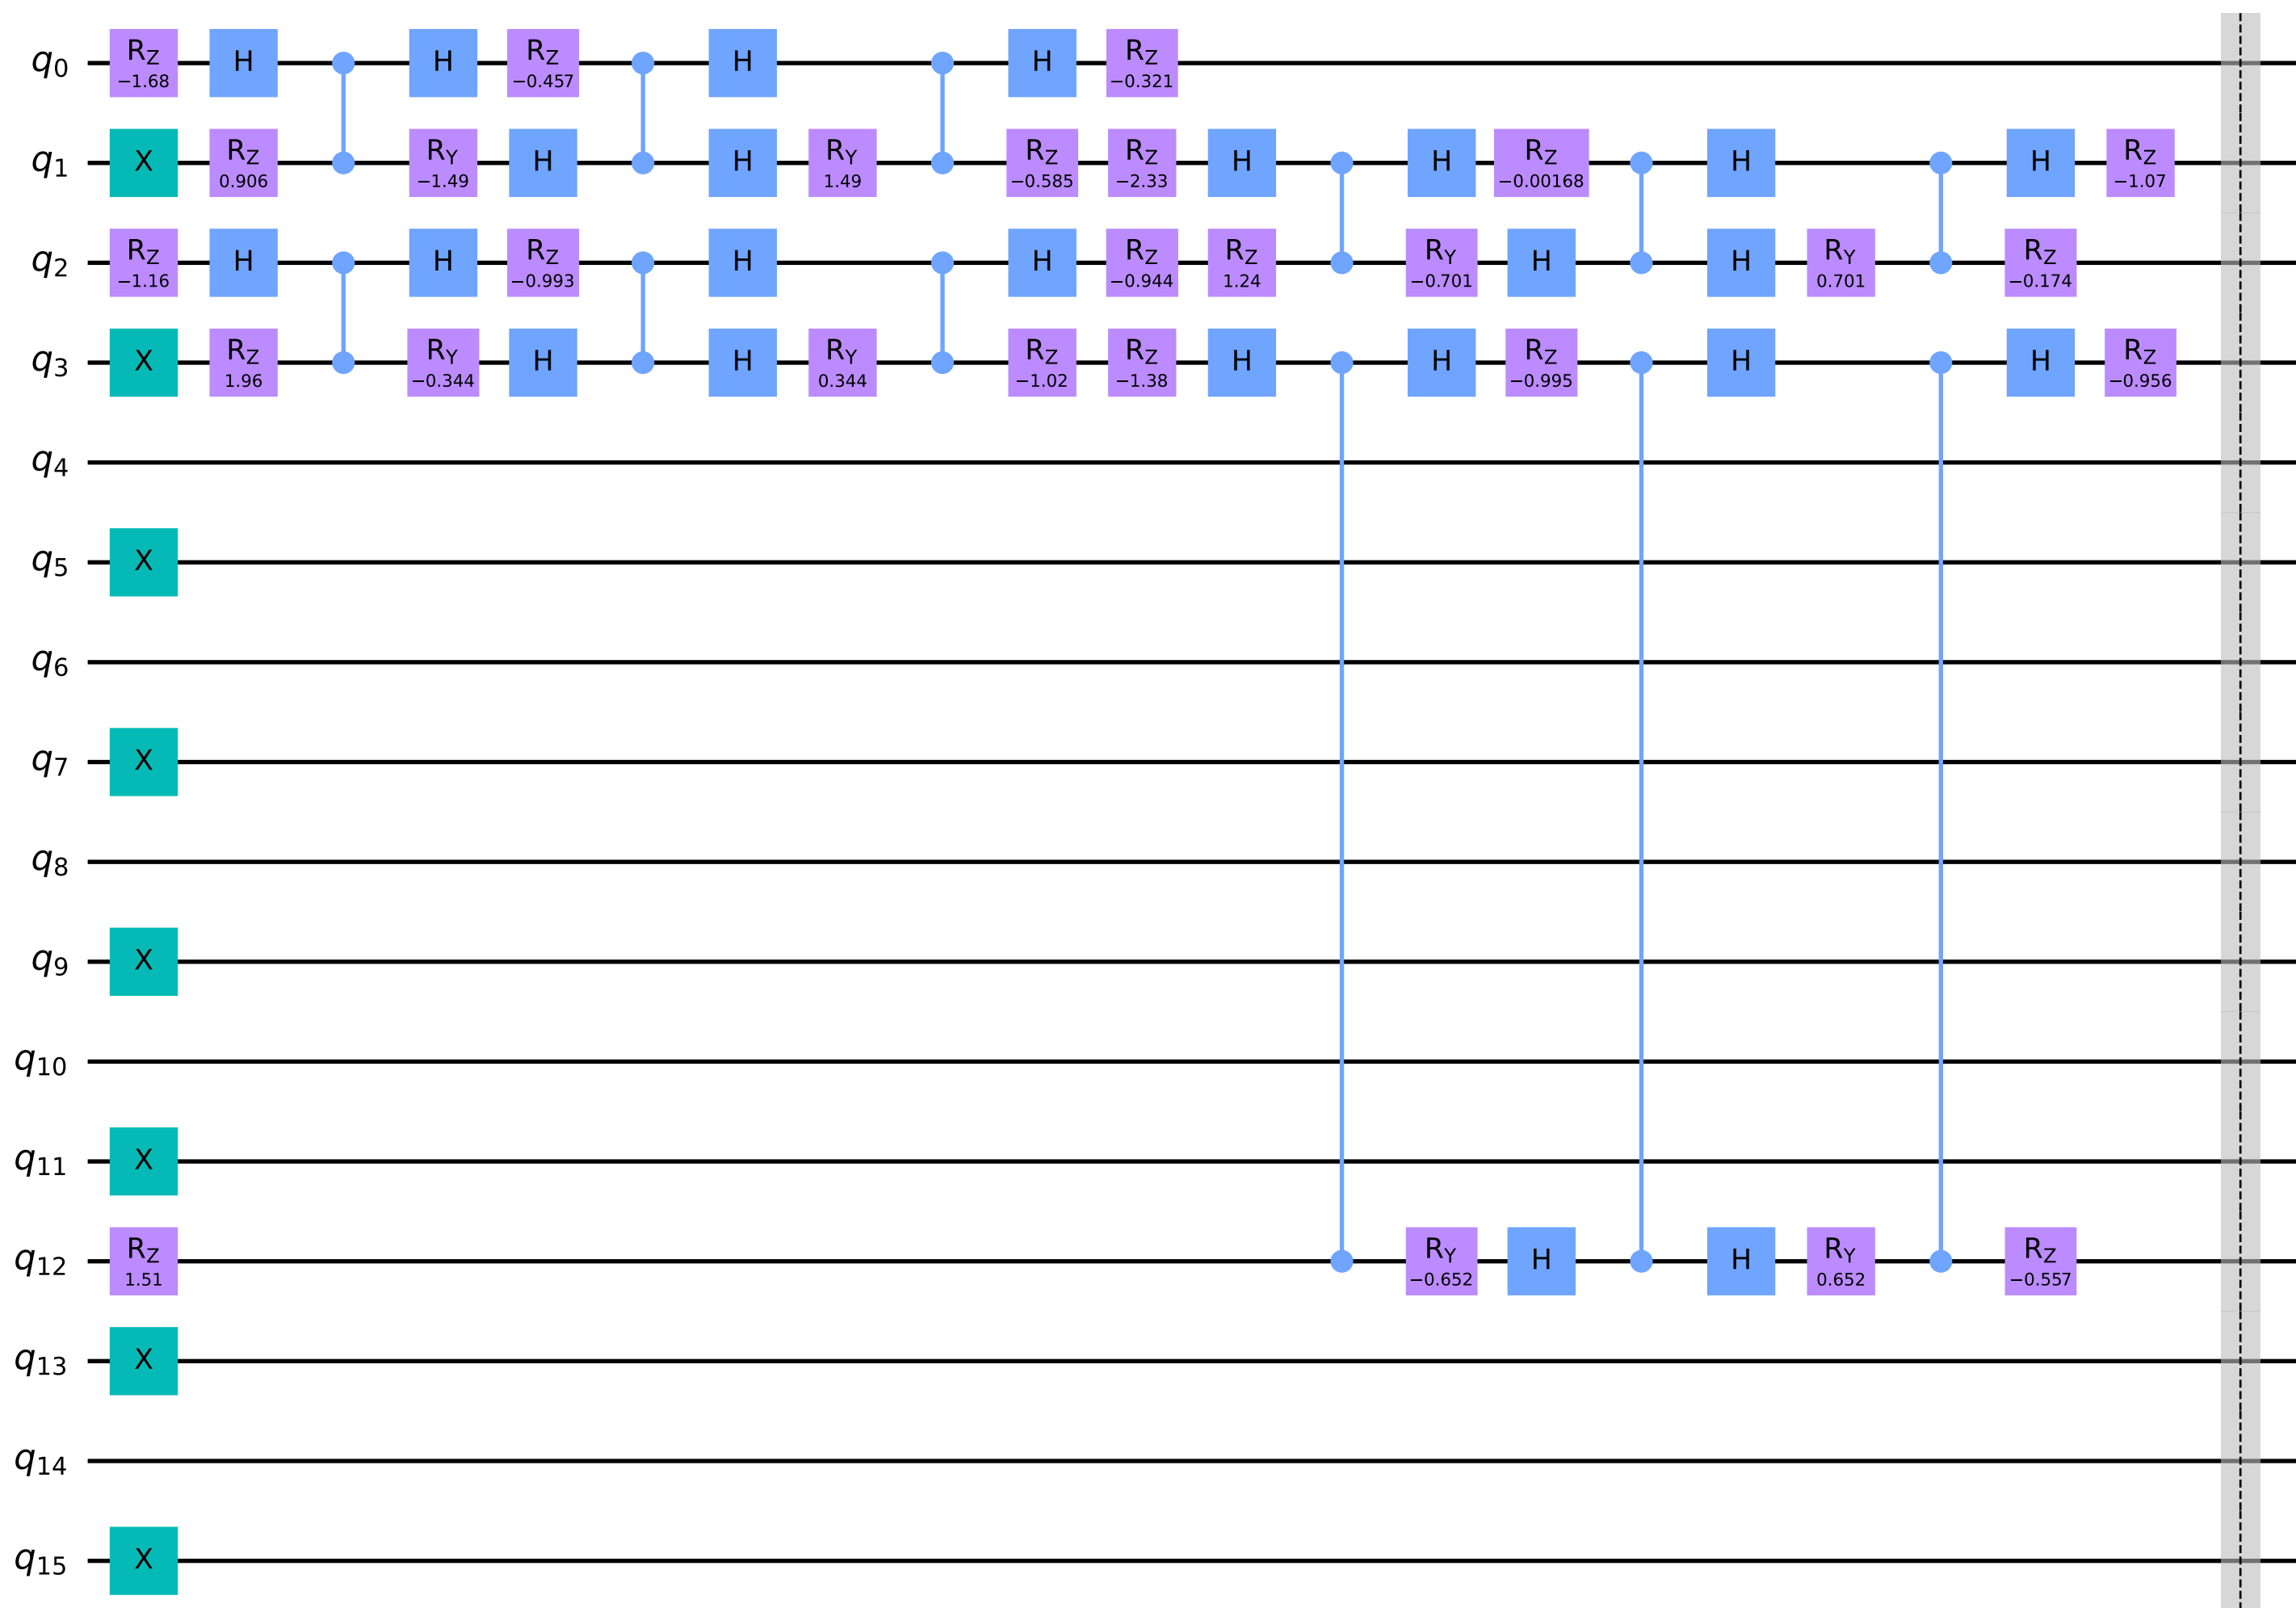 q0 RZ −1.68 H H RZ −0.457 H H RZ −0.321
q1 X RZ 0.906 RY −1.49 H H RY 1.49 RZ −0.585 RZ −2.33 H H RZ −0.00168 H H RZ −1.07
q2 RZ −1.16 H H RZ −0.993 H H RZ −0.944 RZ 1.24 RY −0.701 H H RY 0.701 RZ −0.174
q3 X RZ 1.96 RY −0.344 H H RY 0.344 RZ −1.02 RZ −1.38 H H RZ −0.995 H H RZ −0.956
q4
q5 X
q6
q7 X
q8
q9 X
q10
q11 X
q12 RZ 1.51 RY −0.652 H H RY 0.652 RZ −0.557
q13 X
q14
q15 X